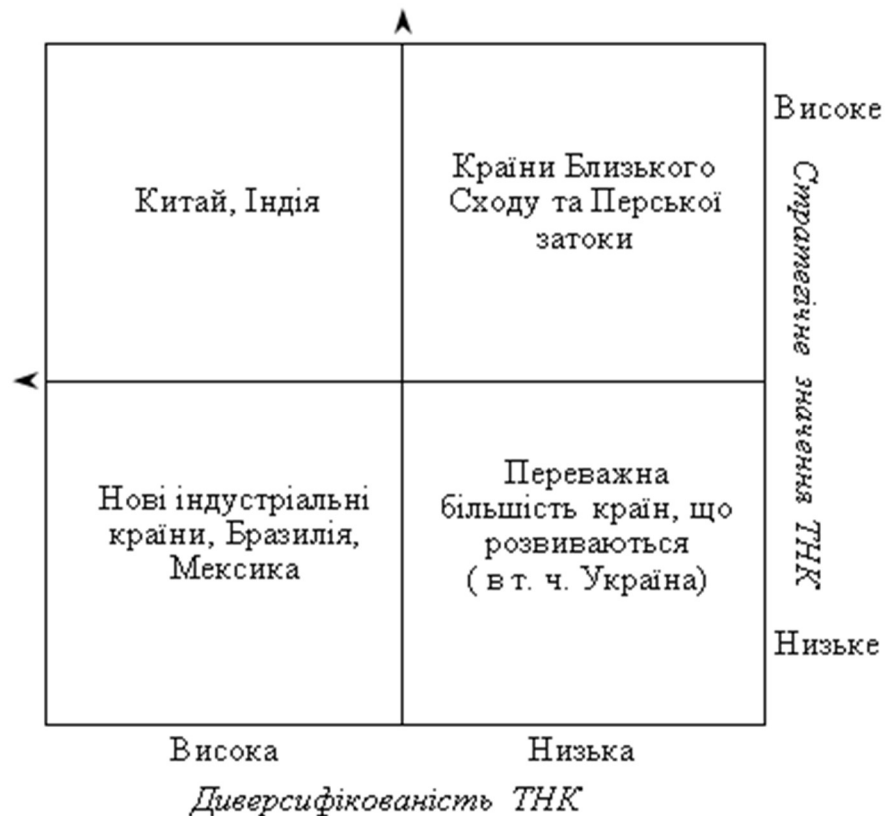 Високе
Китай, Індія
Країни Близького
Сходу та Перської
затоки
Стратегічне значення ТНК
Нові індустріальні
країни, Бразилія,
Мексика
Переважна
більшість країн, що
розвиваються
( в т. ч. Україна)
Низьке
Висока
Низька
Диверсифікованість ТНК